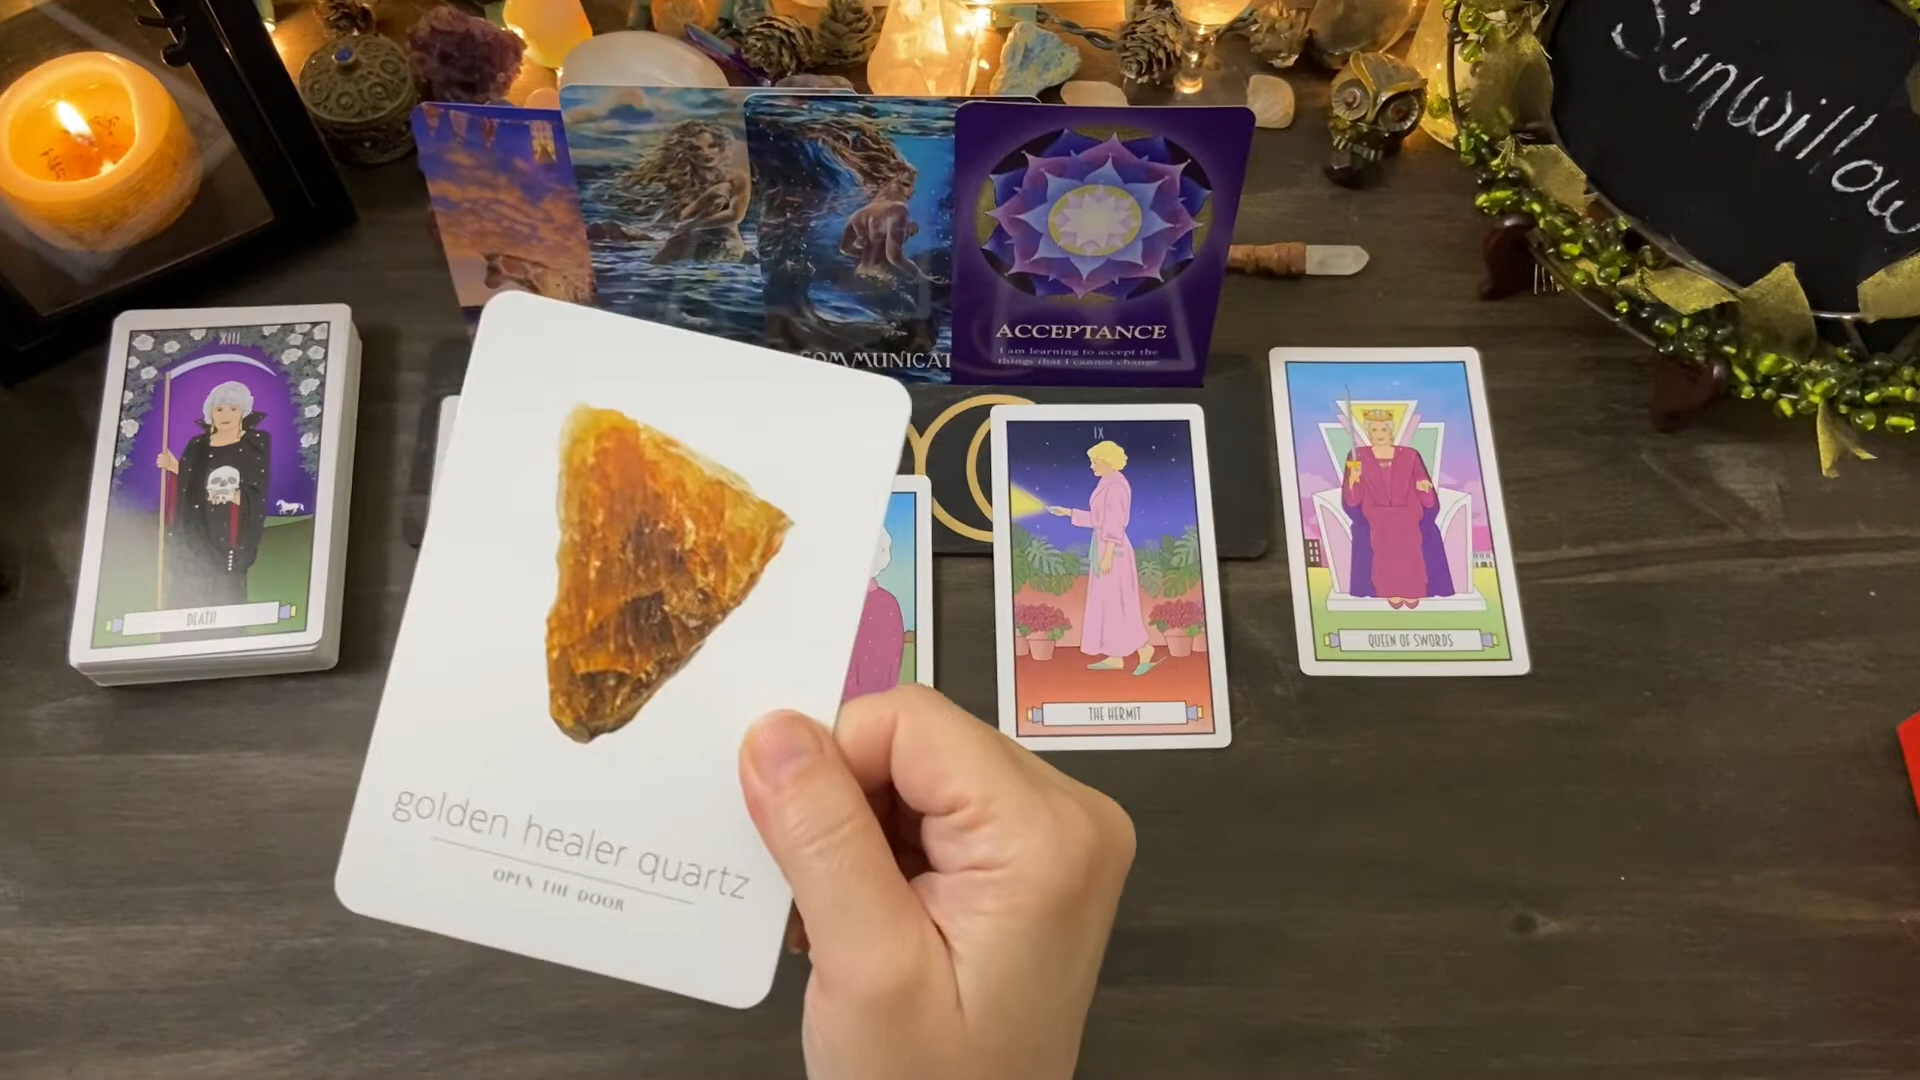 Sunwillow
ACCEPTANCE
I am learning to accept the
things that I cannot change
COMMUNICAT
XIII
DEATH
IX
THE HERMIT
QUEEN OF SWORDS
golden healer quartz
OPEN THE DOOR